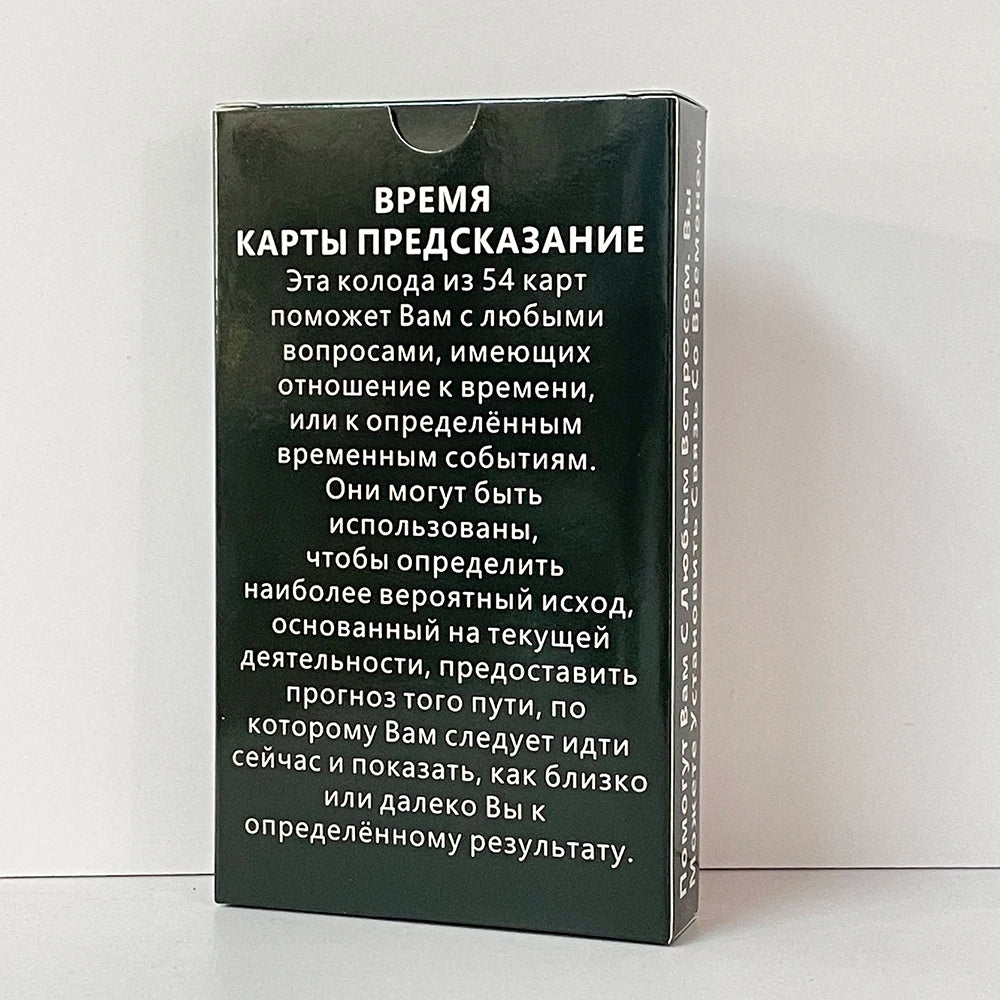 ВРЕМЯ
КАРТЫ ПРЕДСКАЗАНИЕ
Эта колода из 54 карт
поможет Вам с любыми
вопросами, имеющих
отношение к времени,
или к определённым
временным событиям.
Они могут быть
использованы,
чтобы определить
наиболее вероятный исход,
основанный на текущей
деятельности, предоставить
прогноз того пути, по
которому Вам следует идти
сейчас и показать, как близко
или далеко Вы к
определённому результату.
Помогут Вам С Любым Вопросом. Вы
Можете Установить Связь Со Временем